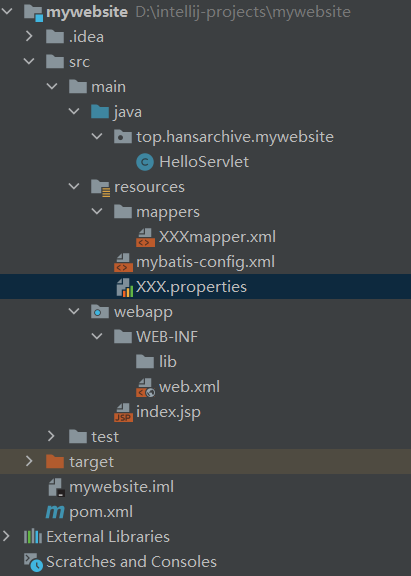 mywebsite D:\intellij-projects\mywebsite
.idea
src
main
java
top.hansarchive.mywebsite
HelloServlet
resources
mappers
XXXmapper.xml
mybatis-config.xml
XXX.properties
webapp
WEB-INF
lib
web.xml
index.jsp
test
target
mywebsite.iml
pom.xml
External Libraries
Scratches and Consoles